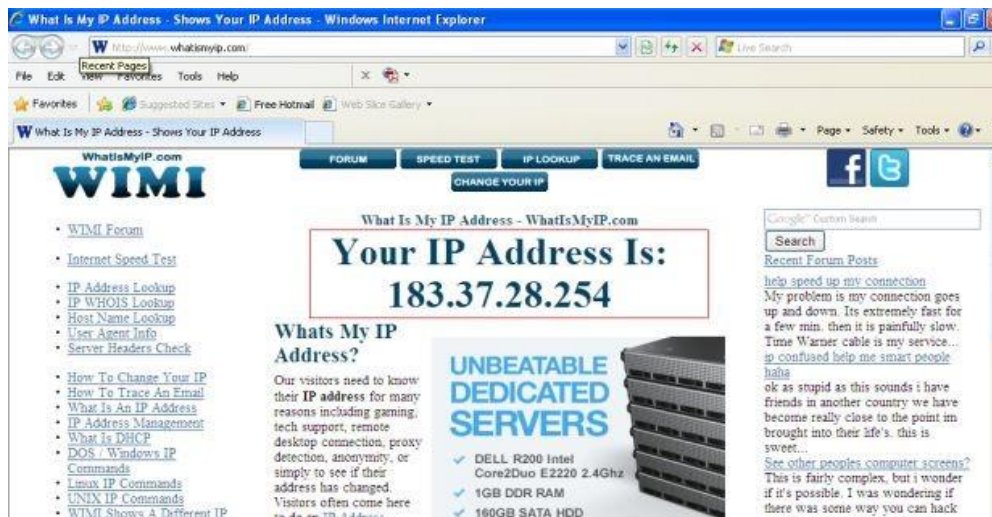 What Is My IP Address - Shows Your IP Address - Windows Internet Explorer
http://www.whatismyip.com/
Live Search
Recent Pages
File Edit View Favorites Tools Help
Favorites Suggested Sites Free Hotmail Web Slice Gallery
What Is My IP Address - Shows Your IP Address
Page Safety Tools
WhatIsMyIP.com
WIMI
FORUM
SPEED TEST
IP LOOKUP
TRACE AN EMAIL
CHANGE YOUR IP
WIMI Forum
Internet Speed Test
IP Address Lookup
IP WHOIS Lookup
Host Name Lookup
User Agent Info
Server Headers Check
How To Change Your IP
How To Trace An Email
What Is An IP Address
IP Address Management
What Is DHCP
DOS / Windows IP
Commands
Linux IP Commands
UNIX IP Commands
WIMI Shows A Different IP
What Is My IP Address - WhatIsMyIP.com
Your IP Address Is:
183.37.28.254
Whats My IP
Address?
Our visitors need to know
their IP address for many
reasons including gaming,
tech support, remote
desktop connection, proxy
detection, anonymity, or
simply to see if their
address has changed.
Visitors often come here
to do an IP Address
UNBEATABLE
DEDICATED
SERVERS
DELL R200 Intel
Core2Duo E2220 2.4Ghz
1GB DDR RAM
160GB SATA HDD
f
Google™ Custom Search
Search
Recent Forum Posts
help speed up my connection
My problem is my connection goes
up and down. Its extremely fast for
a few min. then it is painfully slow.
Time Warner cable is my service...
ip confused help me smart people
haha
ok as stupid as this sounds i have
friends in another country we have
become really close to the point im
brought into their life's. this is
sweet...
See other peoples computer screens?
This is fairly complex, but i wonder
if it's possible. I was wondering if
there was some way you can hack